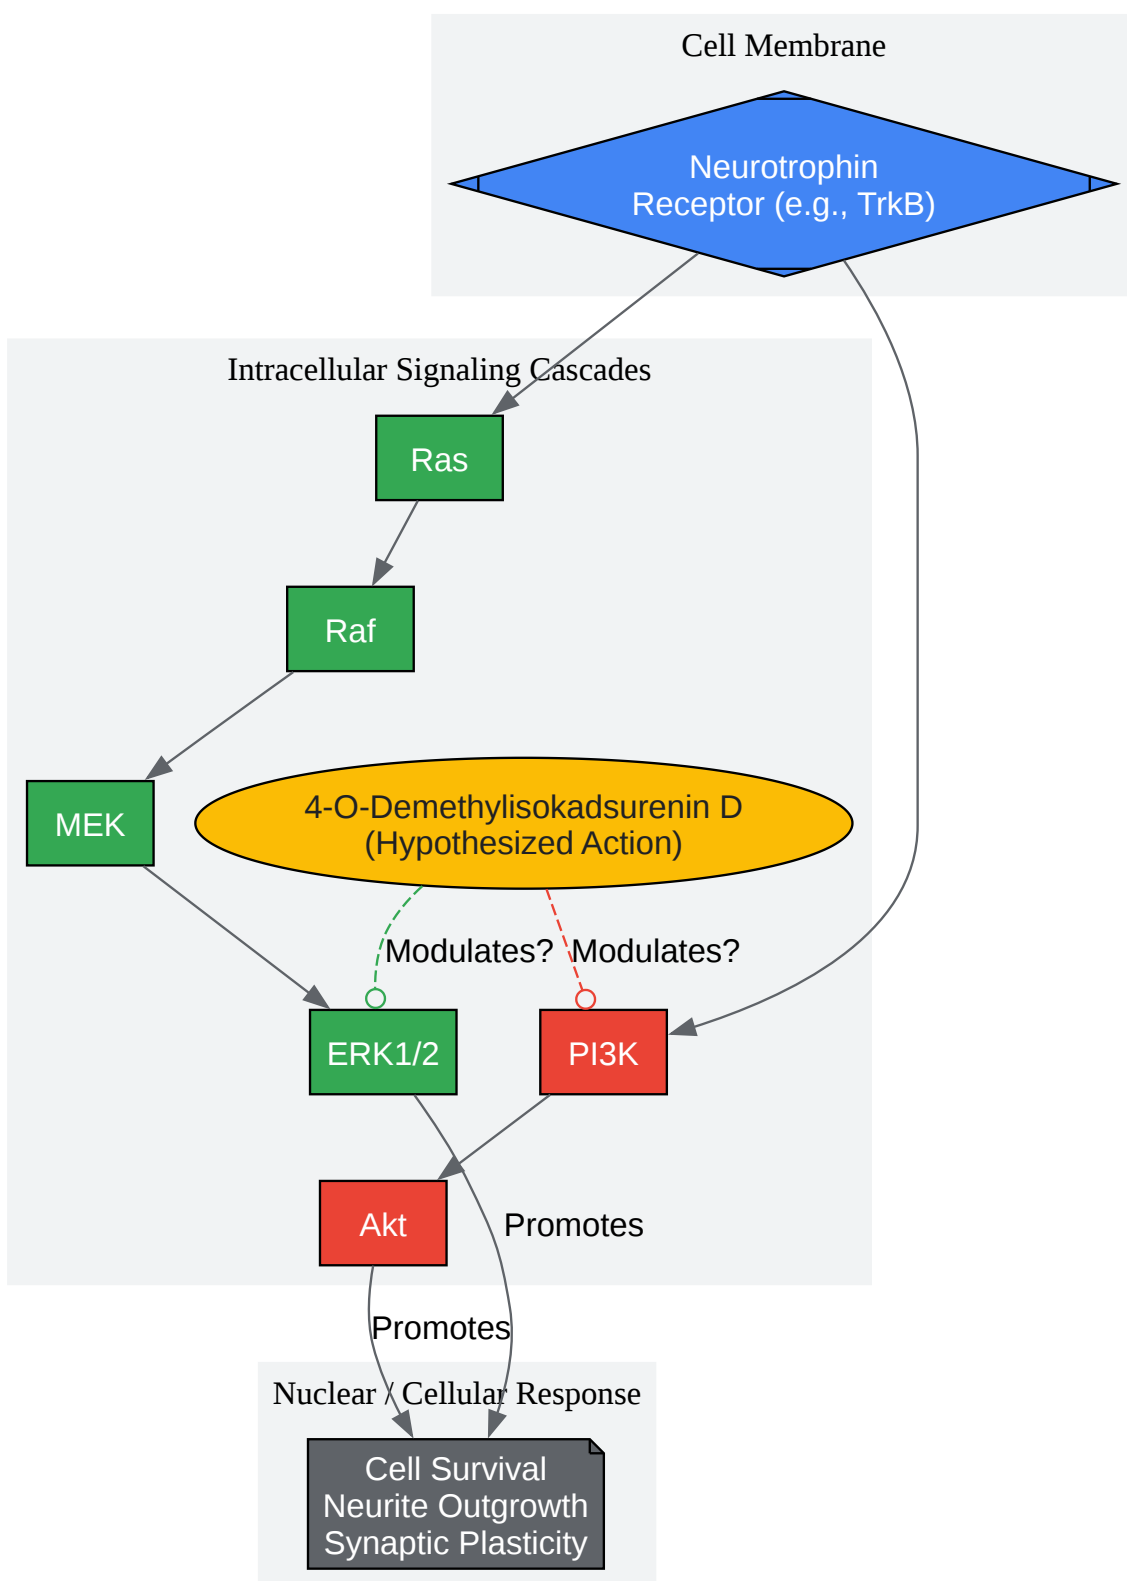 Cell Membrane
Neurotrophin
Receptor (e.g., TrkB)
Intracellular Signaling Cascades
Ras
Raf
MEK
4-O-Demethylisokadsurenin D
(Hypothesized Action)
Modulates?
Modulates?
ERK1/2
PI3K
Akt
Promotes
Promotes
Nuclear / Cellular Response
Cell Survival
Neurite Outgrowth
Synaptic Plasticity